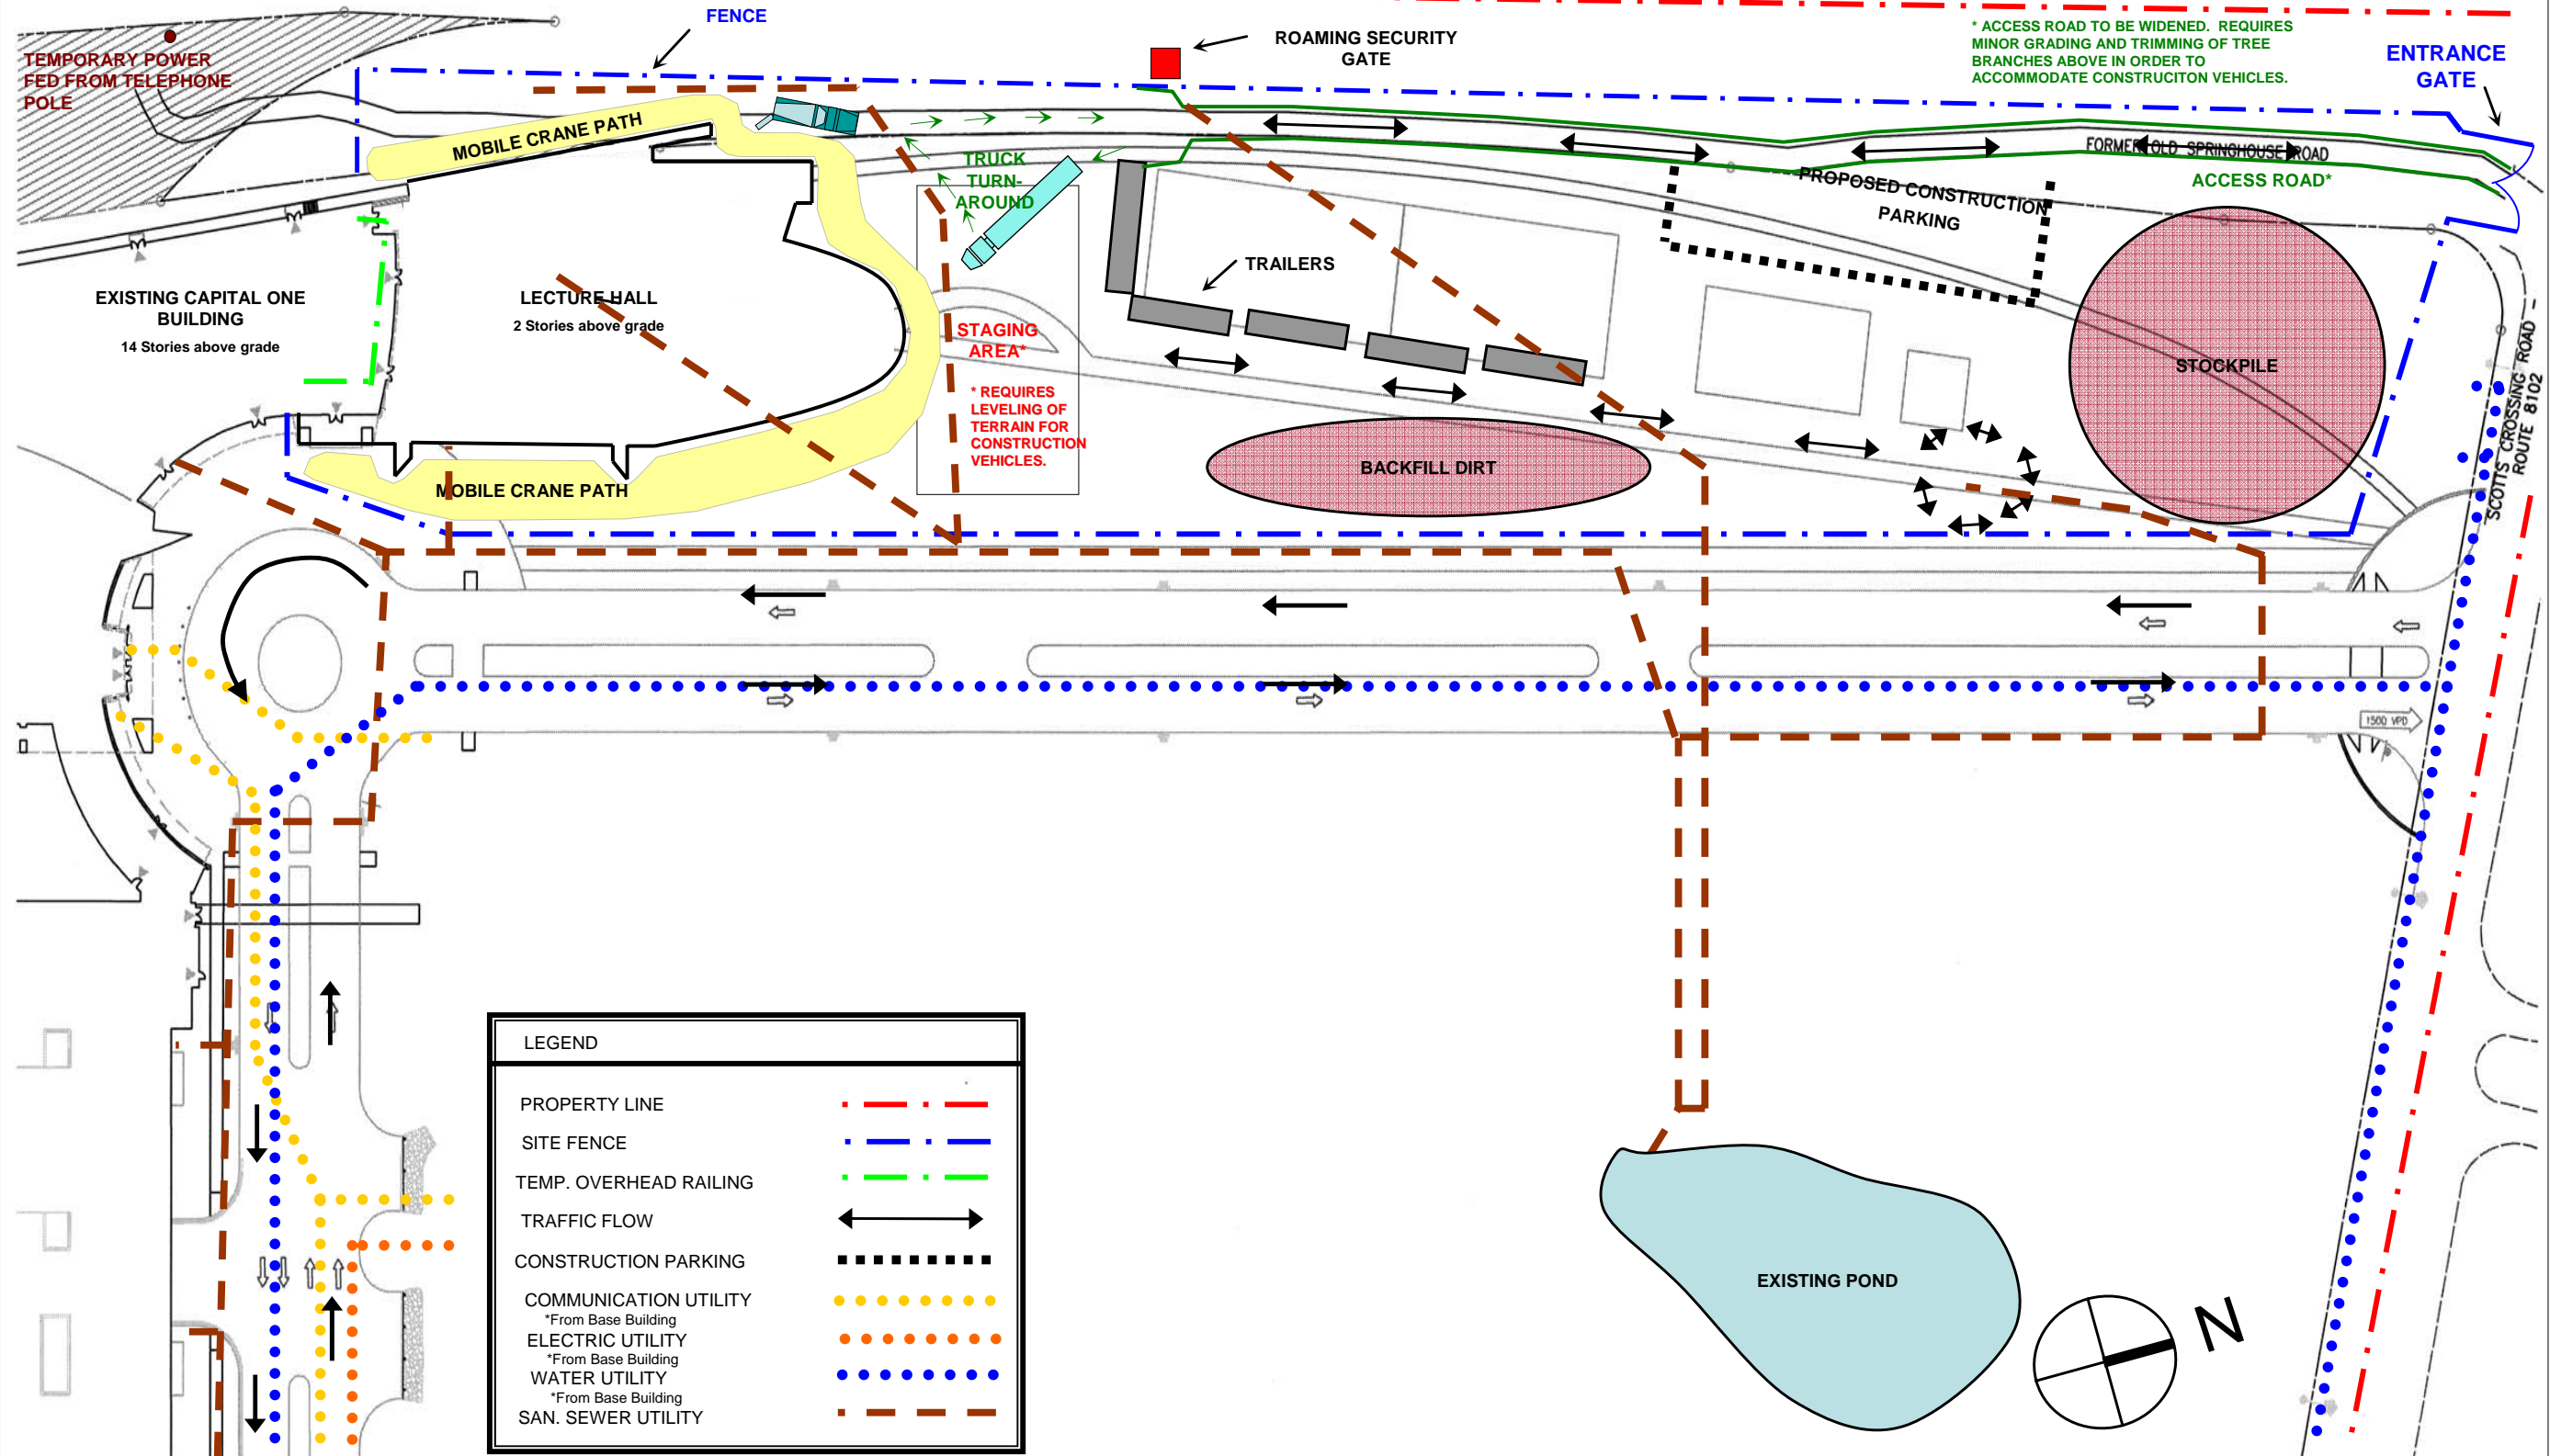 FENCE
ROAMING SECURITY
GATE
* ACCESS ROAD TO BE WIDENED.  REQUIRES
MINOR GRADING AND TRIMMING OF TREE
BRANCHES ABOVE IN ORDER TO
ACCOMMODATE CONSTRUCITON VEHICLES.
ENTRANCE
GATE
TEMPORARY POWER
FED FROM TELEPHONE
POLE
MOBILE CRANE PATH
TRUCK
TURN-
AROUND
FORMER OLD SPRINGHOUSE ROAD
ACCESS ROAD*
PROPOSED CONSTRUCTION
PARKING
TRAILERS
EXISTING CAPITAL ONE
BUILDING
14 Stories above grade
LECTURE HALL
2 Stories above grade
STAGING
AREA*
* REQUIRES
LEVELING OF
TERRAIN FOR
CONSTRUCTION
VEHICLES.
STOCKPILE
SCOTTS CROSSING ROAD -
ROUTE 8102
BACKFILL DIRT
MOBILE CRANE PATH
1500 VPD
LEGEND
PROPERTY LINE
SITE FENCE
TEMP. OVERHEAD RAILING
TRAFFIC FLOW
CONSTRUCTION PARKING
COMMUNICATION UTILITY
*From Base Building
ELECTRIC UTILITY
*From Base Building
WATER UTILITY
*From Base Building
SAN. SEWER UTILITY
EXISTING POND
N